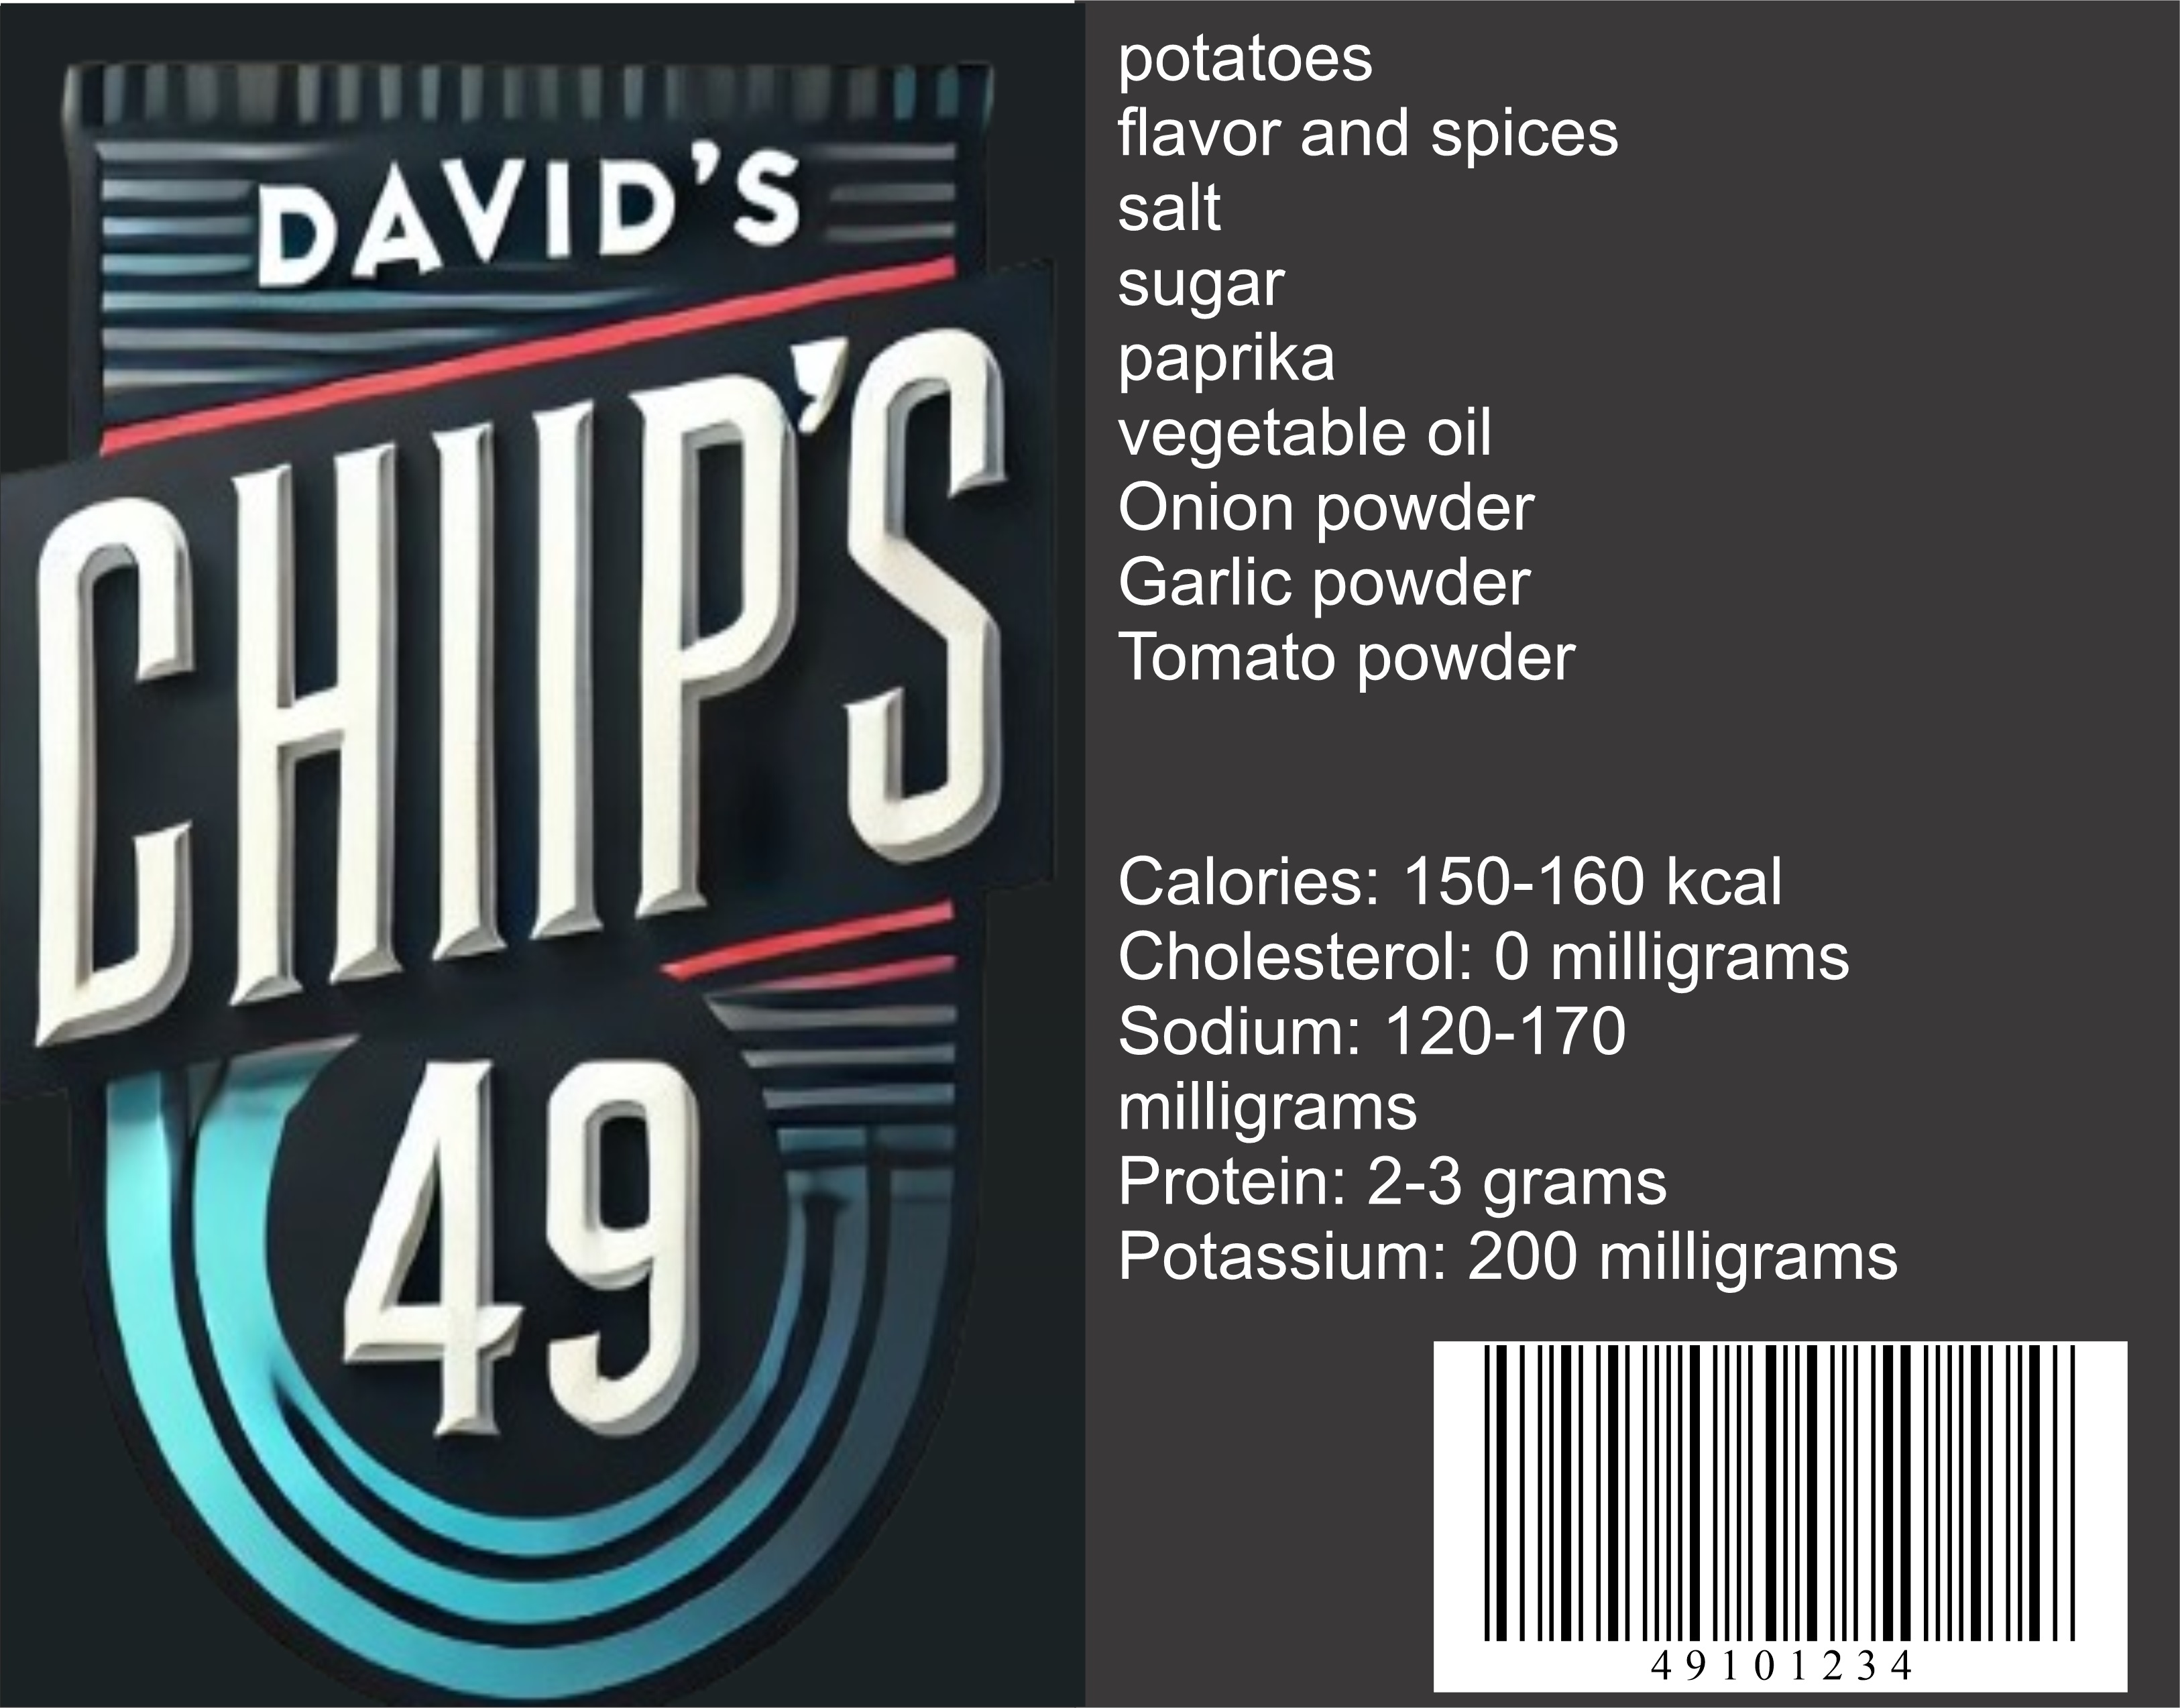 DAVID'S
CHIIP'S
49
potatoes
flavor and spices
salt
sugar
paprika
vegetable oil
Onion powder
Garlic powder
Tomato powder
Calories: 150-160 kcal
Cholesterol: 0 milligrams
Sodium: 120-170
milligrams
Protein: 2-3 grams
Potassium: 200 milligrams
49101234